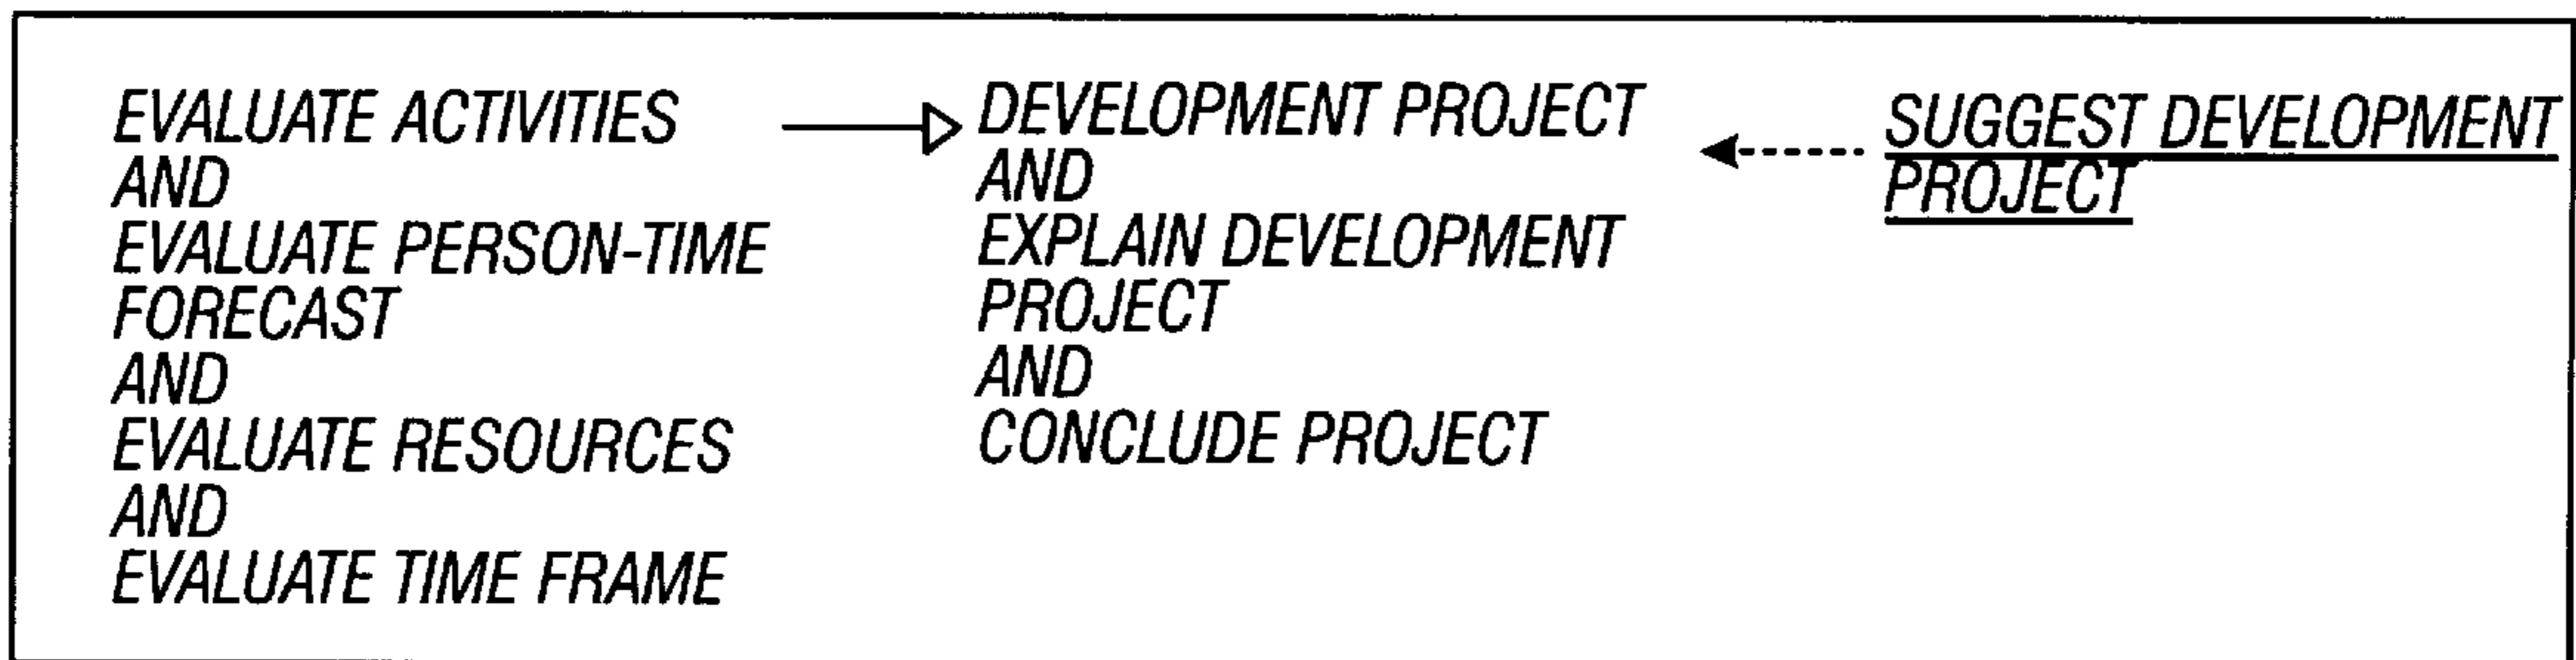 EVALUATE ACTIVITIES
AND
EVALUATE PERSON-TIME
FORECAST
AND
EVALUATE RESOURCES
AND
EVALUATE TIME FRAME
DEVELOPMENT PROJECT
AND
EXPLAIN DEVELOPMENT
PROJECT
AND
CONCLUDE PROJECT
SUGGEST DEVELOPMENT
PROJECT